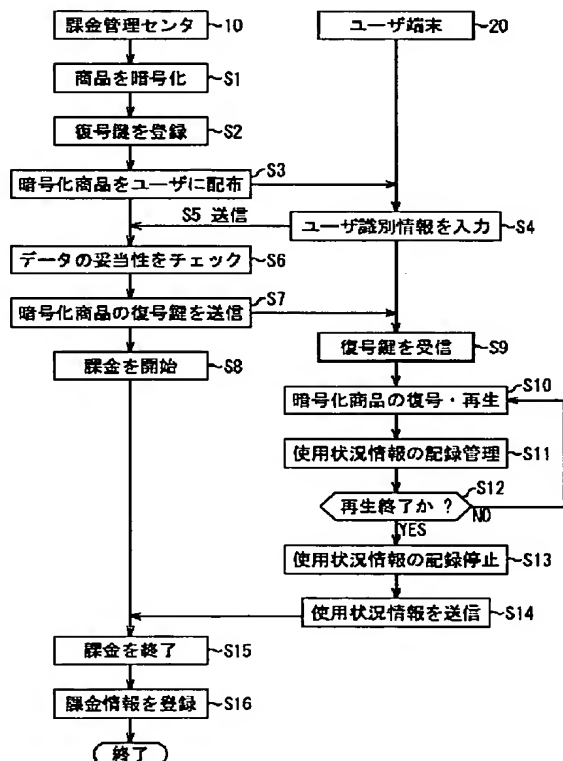 課金管理センタ 10 ユーザ端末 20
商品を暗号化 S1
復号鍵を登録 S2
暗号化商品をユーザに配布 S3
S5 送信 ユーザ識別情報を入力 S4
データの妥当性をチェック S6
暗号化商品の復号鍵を送信 S7
復号鍵を受信 S9
課金を開始 S8
暗号化商品の復号・再生 S10
使用状況情報の記録管理 S11
再生終了か ? S12
NO
YES
使用状況情報の記録停止 S13
使用状況情報を送信 S14
課金を終了 S15
課金情報を登録 S16
終了